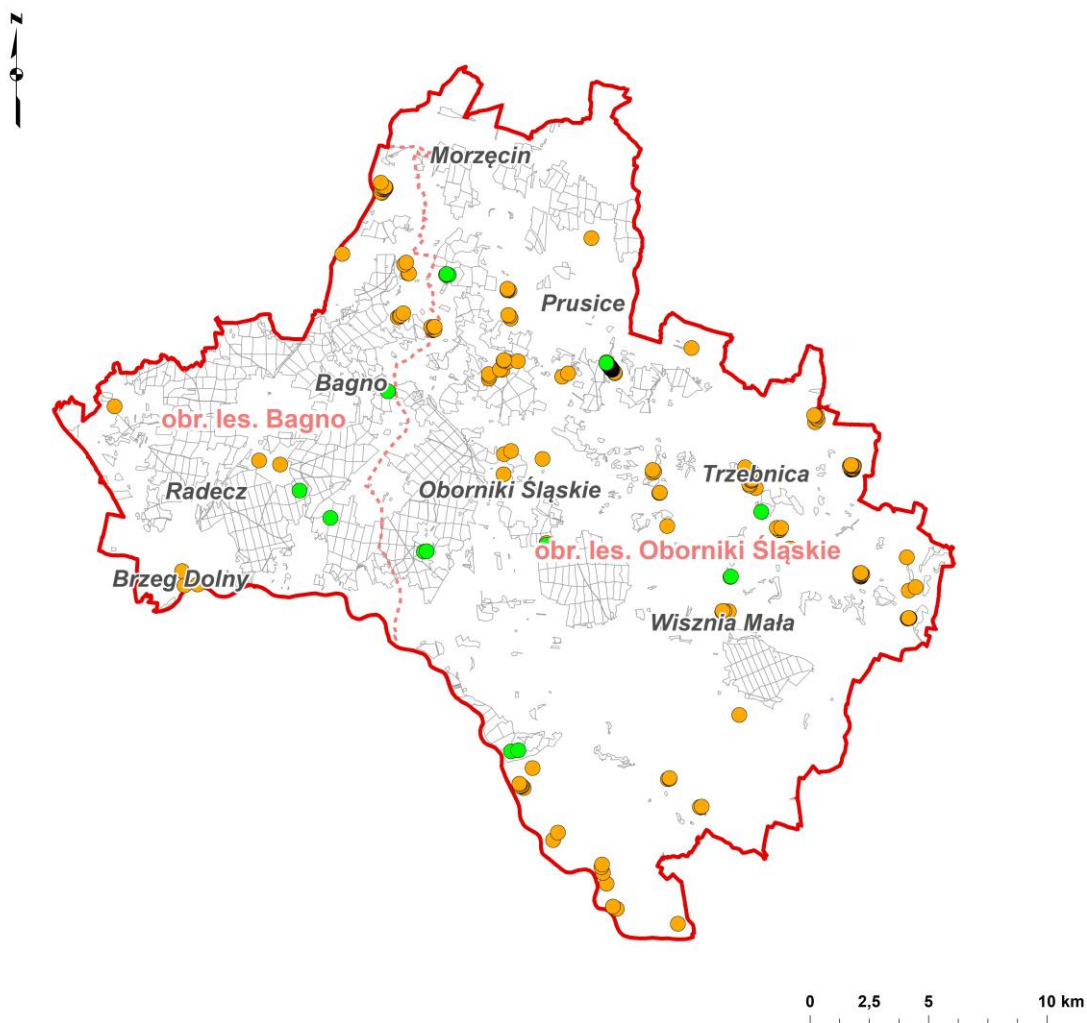 N
Morzęcin
Prusice
Bagno
obr. les. Bagno
Trzebnica
Radecz
Oborniki Śląskie
obr. les. Oborniki Śląskie
Brzeg Dolny
Wisznia Mała
0 2,5 5 10 km